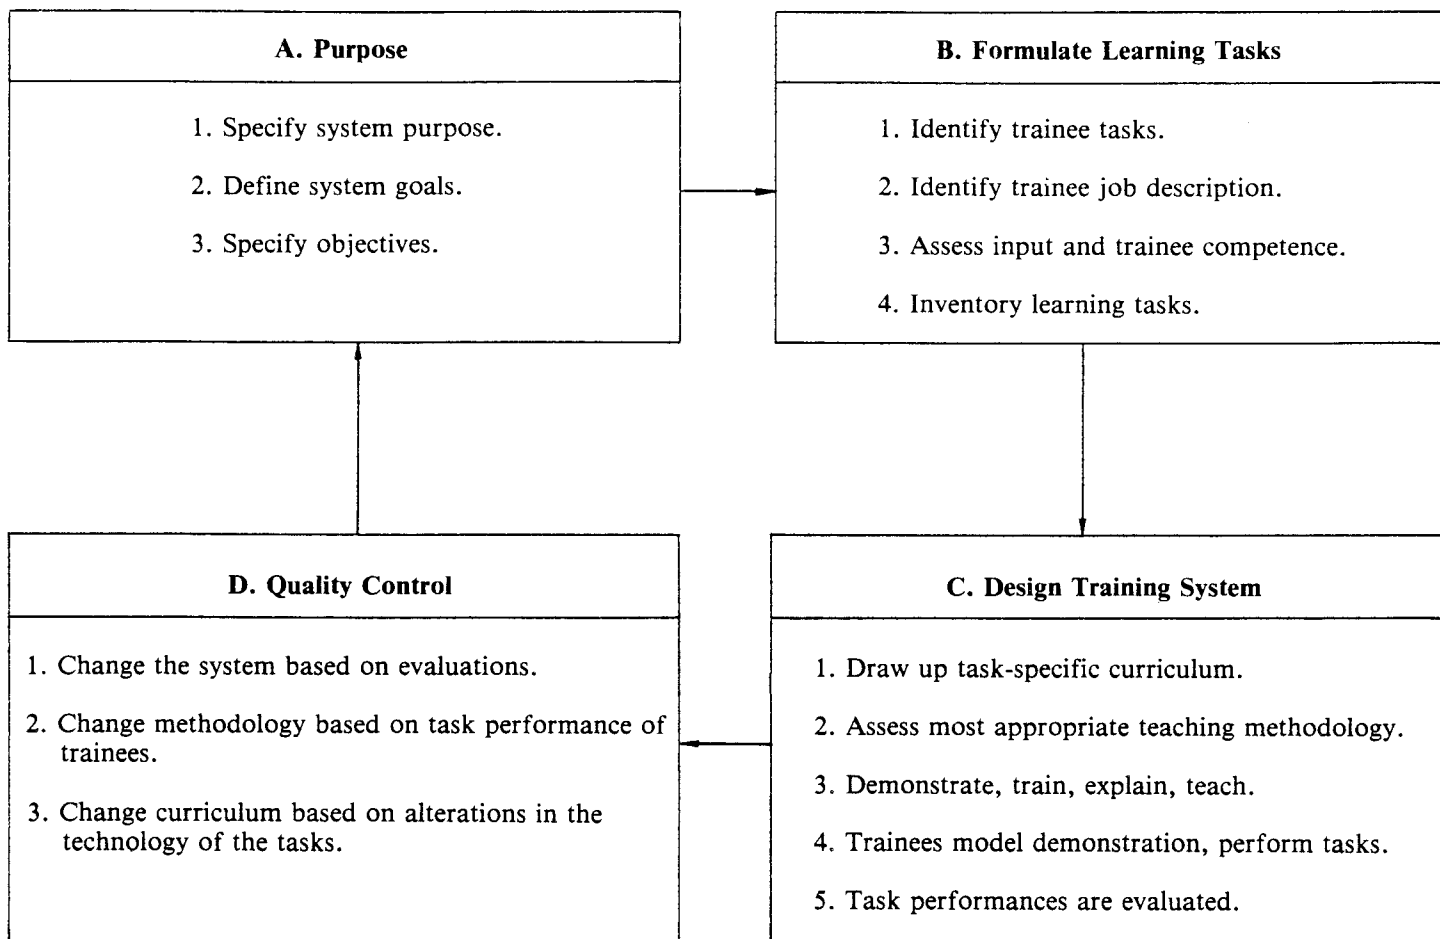 A. Purpose
1. Specify system purpose.
2. Define system goals.
3. Specify objectives.
B. Formulate Learning Tasks
1. Identify trainee tasks.
2. Identify trainee job description.
3. Assess input and trainee competence.
4. Inventory learning tasks.
C. Design Training System
1. Draw up task-specific curriculum.
2. Assess most appropriate teaching methodology.
3. Demonstrate, train, explain, teach.
4. Trainees model demonstration, perform tasks.
5. Task performances are evaluated.
D. Quality Control
1. Change the system based on evaluations.
2. Change methodology based on task performance of
trainees.
3. Change curriculum based on alterations in the
technology of the tasks.